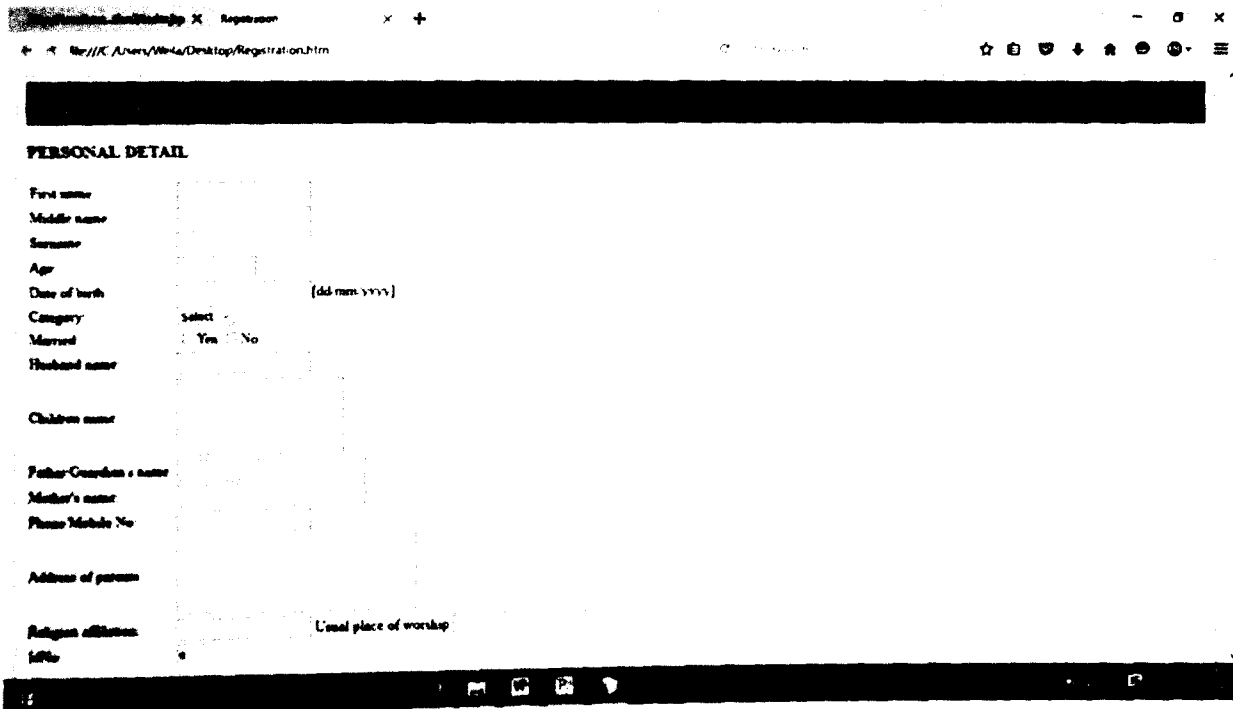 Registration
file:///C:/Users/Weila/Desktop/Registration.htm
PERSONAL DETAIL
First name
Middle name
Surname
Age
Date of birth [dd-mm-yyyy]
Category Select
Married Yes No
Husband name
Children name
Father/Guardian's name
Mother's name
Phone/Mobile No
Address of parents
Religion affiliation Usual place of worship